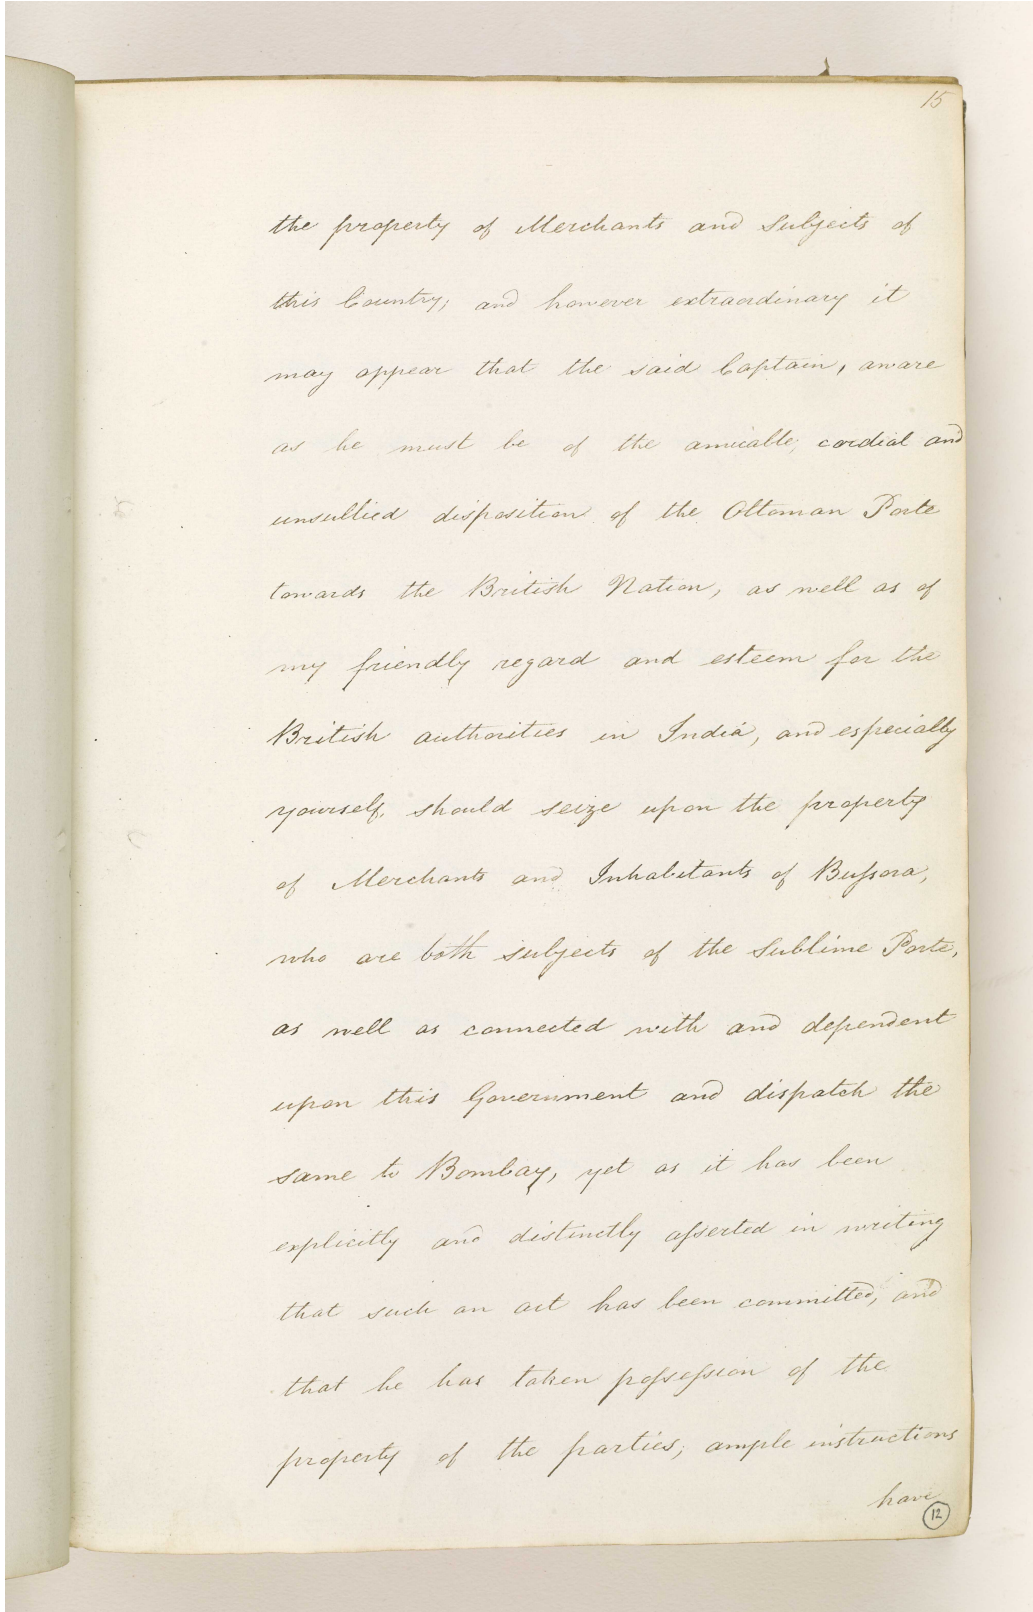 15
the property of Merchants and Subjects of
this Country; and however extraordinary it
may appear that the said Captain, aware
as he must be of the amicable, cordial and
unsullied disposition of the Ottoman Porte
towards the British Nation, as well as of
my friendly regard and esteem for the
British authorities in India, and especially
yourself, should seize upon the property
of Merchants and Inhabitants of Bussora,
who are both subjects of the Sublime Porte,
as well as connected with and dependent
upon this Government and dispatch the
same to Bombay, yet as it has been
explicitly and distinctly asserted in writing
that such an act has been committed, and
that he has taken possession of the
property of the parties; ample instructions
have
12